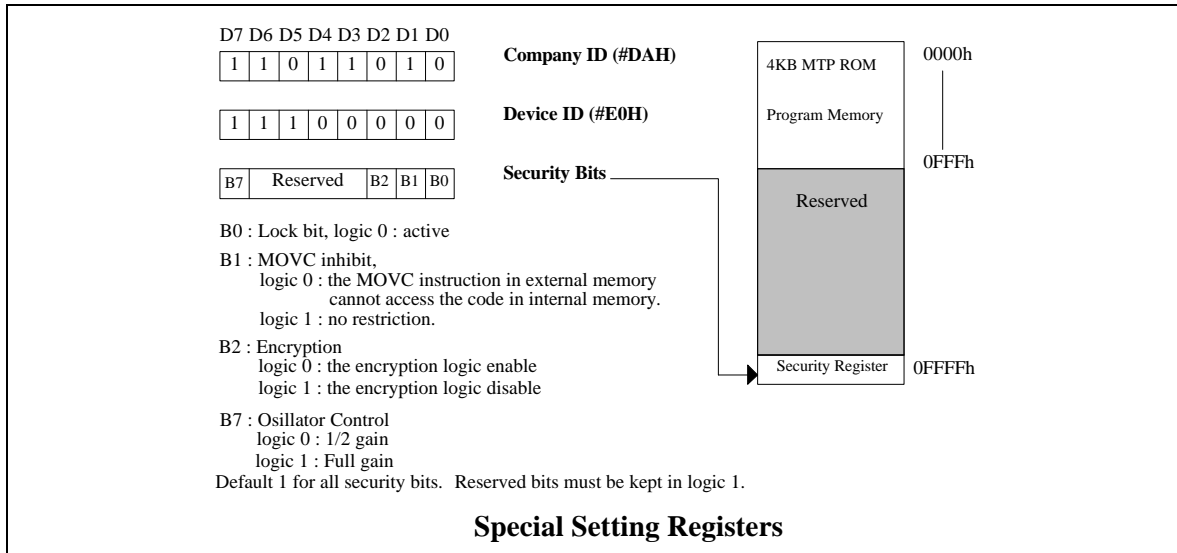 D7 D6 D5 D4 D3 D2 D1 D0
1 1 0 1 1 0 1 0
Company ID (#DAH)
1 1 1 0 0 0 0 0
Device ID (#E0H)
B7 Reserved B2 B1 B0
Security Bits
B0 : Lock bit, logic 0 : active
B1 : MOVC inhibit,
logic 0 : the MOVC instruction in external memory
cannot access the code in internal memory.
logic 1 : no restriction.
B2 : Encryption
logic 0 : the encryption logic enable
logic 1 : the encryption logic disable
B7 : Osillator Control
logic 0 : 1/2 gain
logic 1 : Full gain
Default 1 for all security bits. Reserved bits must be kept in logic 1.
4KB MTP ROM
Program Memory
0000h
0FFFh
Reserved
Security Register
0FFFFh
Special Setting Registers